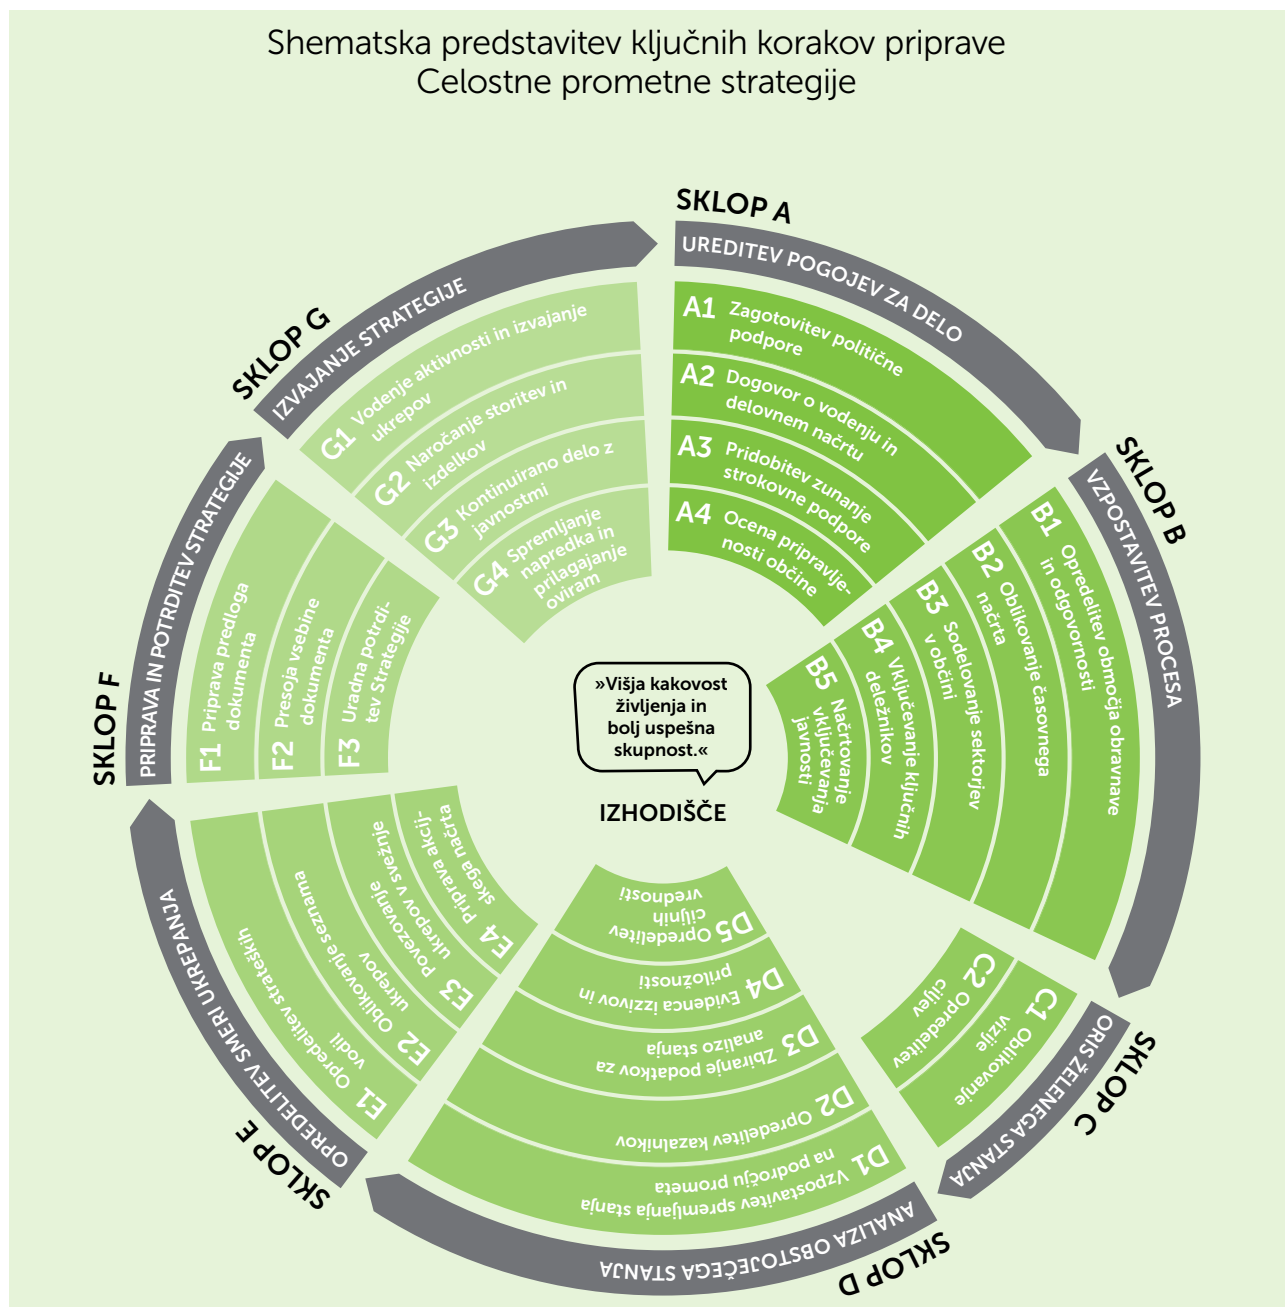 Shematska predstavitev ključnih korakov priprave
Celostne prometne strategije
SKLOP A
UREDITEV POGOJEV ZA DELO
A1 Zagotovitev politične
podpore
A2 Dogovor o vodenju in
delovnem načrtu
A3 Pridobitev zunanje
strokovne podpore
A4 Ocena pripravlje-
nosti občine
SKLOP B
VZPOSTAVITEV PROCESA
B1 Opredelitev območja obravnave
in odgovornosti
B2 Oblikovanje časovnega
načrta
B3 Sodelovanje sektorjev
v občini
B4 Vključevanje ključnih
deležnikov
B5 Načrtovanje
vključevanja
javnosti
SKLOP C
ORIS ŽELENEGA STANJA
C1 Oblikovanje
vizije
C2 Opredelitev
ciljev
SKLOP D
ANALIZA OBSTOJEČEGA STANJA
D1 Vzpostavitev spremljanja stanja
na področju prometa
D2 Opredelitev kazalnikov
D3 Zbiranje podatkov za
analizo stanja
D4 Evidenca izzivov in
priložnosti
D5 Opredelitev
ciljnih
vrednosti
SKLOP E
OPREDELITEV SMERI UKREPANJA
E1 Opredelitev strateških
vodil
E2 Oblikovanje seznama
ukrepov
E3 Povezovanje
ukrepov v svežnje
E4 Priprava akcij-
skega načrta
SKLOP F
PRIPRAVA IN POTRDITEV STRATEGIJE
F1 Priprava predloga
dokumenta
F2 Presoja vsebine
dokumenta
F3 Uradna potrdi-
tev Strategije
SKLOP G
IZVAJANJE STRATEGIJE
G1 Vodenje aktivnosti in izvajanje
ukrepov
G2 Naročanje storitev in
izdelkov
G3 Kontinuirano delo z
javnostmi
G4 Spremljanje
napredka in
prilagajanje
oviram
»Višja kakovost
življenja in
bolj uspešna
skupnost.«
IZHODIŠČE